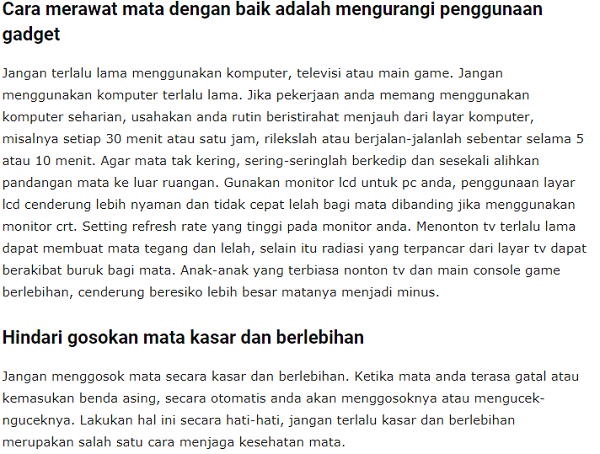 Cara merawat mata dengan baik adalah mengurangi penggunaan
gadget
Jangan terlalu lama menggunakan komputer, televisi atau main game. Jangan
menggunakan komputer terlalu lama. Jika pekerjaan anda memang menggunakan
komputer seharian, usahakan anda rutin beristirahat menjauh dari layar komputer,
misalnya setiap 30 menit atau satu jam, rilekslah atau berjalan-jalanlah sebentar selama 5
atau 10 menit. Agar mata tak kering, sering-seringlah berkedip dan sesekali alihkan
pandangan mata ke luar ruangan. Gunakan monitor lcd untuk pc anda, penggunaan layar
lcd cenderung lebih nyaman dan tidak cepat lelah bagi mata dibanding jika menggunakan
monitor crt. Setting refresh rate yang tinggi pada monitor anda. Menonton tv terlalu lama
dapat membuat mata tegang dan lelah, selain itu radiasi yang terpancar dari layar tv dapat
berakibat buruk bagi mata. Anak-anak yang terbiasa nonton tv dan main console game
berlebihan, cenderung beresiko lebih besar matanya menjadi minus.
Hindari gosokan mata kasar dan berlebihan
Jangan menggosok mata secara kasar dan berlebihan. Ketika mata anda terasa gatal atau
kemasukan benda asing, secara otomatis anda akan menggosoknya atau mengucek-
nguceknya. Lakukan hal ini secara hati-hati, jangan terlalu kasar dan berlebihan
merupakan salah satu cara menjaga kesehatan mata.